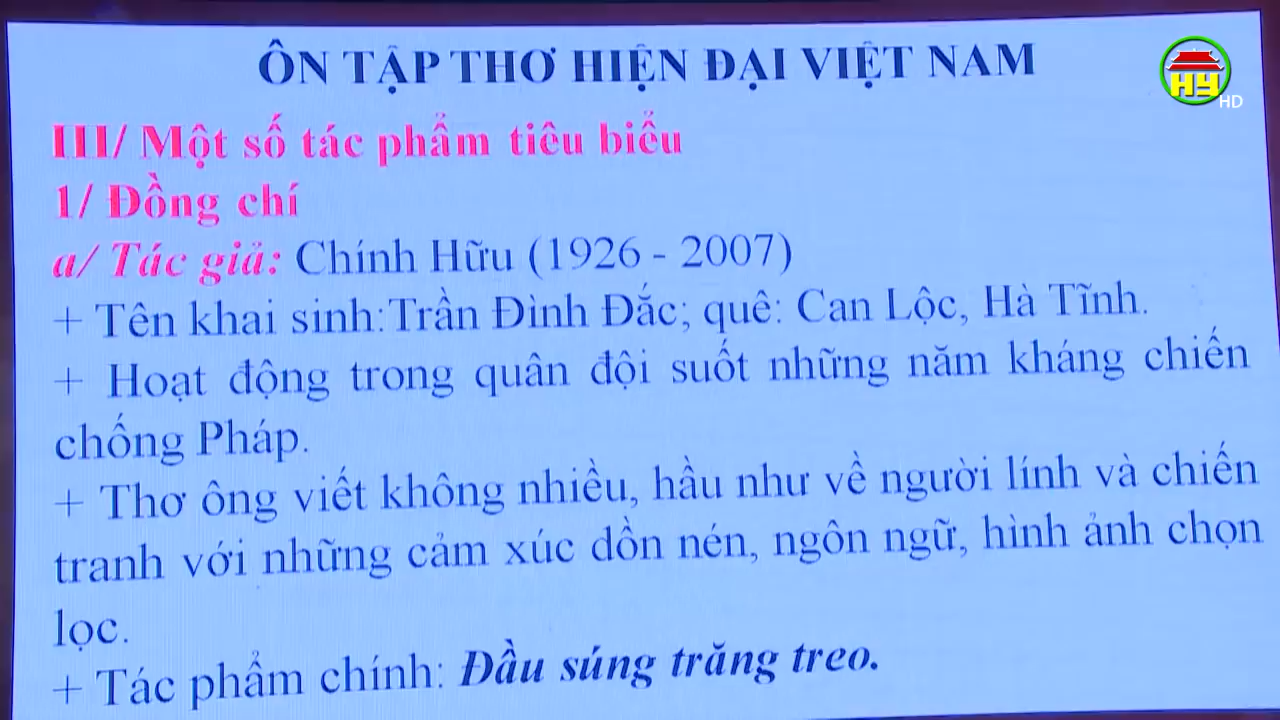 ÔN TẬP THƠ HIỆN ĐẠI VIỆT NAM
HY
HD
III/ Một số tác phẩm tiêu biểu
1/ Đồng chí
a/ Tác giả: Chính Hữu (1926 - 2007)
+ Tên khai sinh:Trần Đình Đắc; quê: Can Lộc, Hà Tĩnh.
+ Hoạt động trong quân đội suốt những năm kháng chiến
chống Pháp.
+ Thơ ông viết không nhiều, hầu như về người lính và chiến
tranh với những cảm xúc dồn nén, ngôn ngữ, hình ảnh chọn
lọc.
+ Tác phẩm chính: Đầu súng trăng treo.